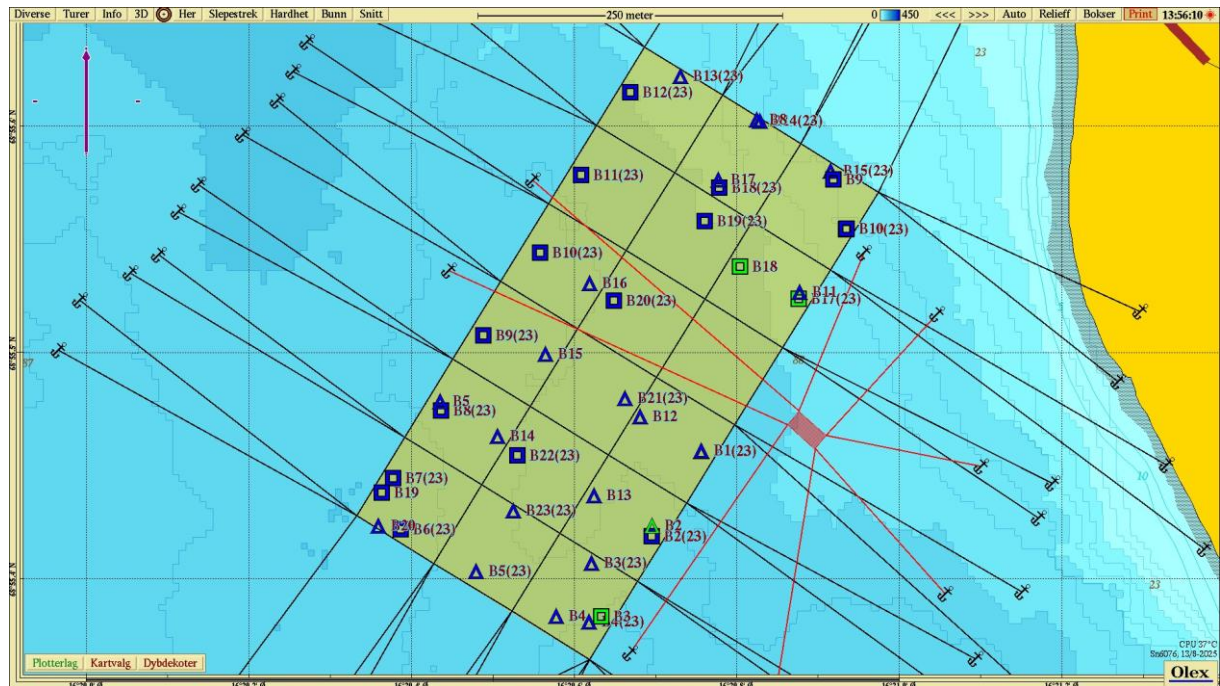 Diverse Turer Info 3D Her Slepestrek Hardhet Bunn Snitt 250 meter 0 450 <<< >>> Auto Relieff Bokser Print 13:56:10
23
B13(23)
B12(23)
B8
B15(23)
B11(23)
B17
B9
B18(23)
B19(23)
B10(23)
B10(23)
B18
B16
B11
B17(23)
B20(23)
B9(23)
B15
B21(23)
B5
B8(23)
B12
B14
B1(23)
B22(23)
B7(23)
10
B19
B13
B23(23)
B20
B2
B6(23)
B2(23)
B3(23)
B5(23)
23
B4
B3
CPU 37°C
Sn6076, 13/8-2025
Plotterlag Kartvalg Dybdekoter
Olex